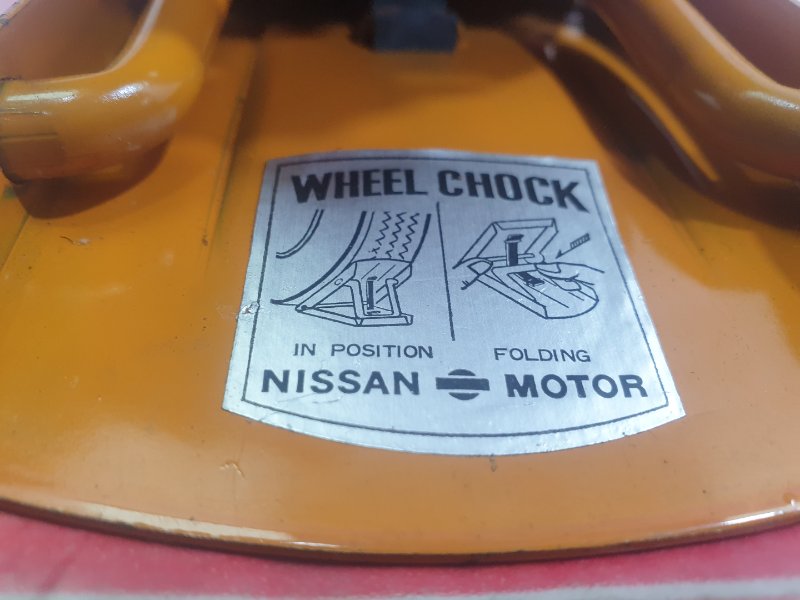 WHEEL CHOCK
IN POSITION FOLDING
NISSAN MOTOR